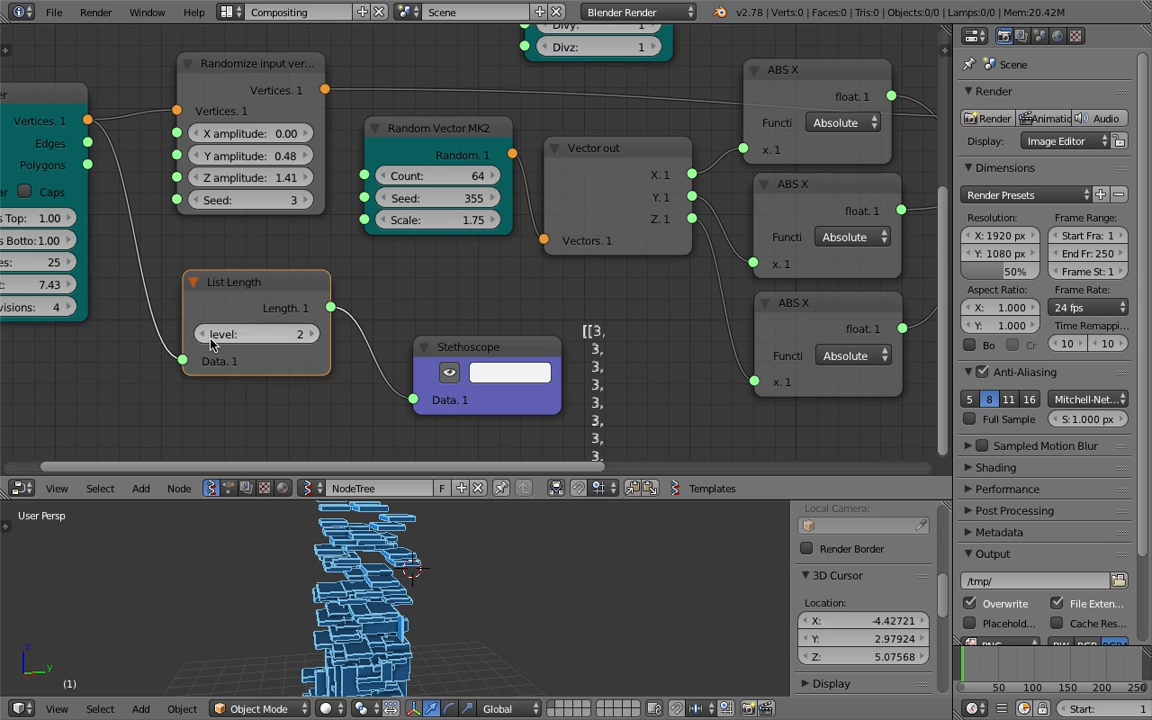 File Render Window Help Compositing Scene Blender Render v2.78 | Verts:0 | Faces:0 | Tris:0 | Objects:0/0 | Lamps:0/0 | Mem:20.42M
Divy: 1
Divz: 1
Randomize input ver...
Vertices. 1
Vertices. 1
X amplitude: 0.00
Y amplitude: 0.48
Z amplitude: 1.41
Seed: 3
er
Vertices. 1
Edges
Polygons
ar Caps
s Top: 1.00
s Botto: 1.00
es: 25
: 7.43
visions: 4
Random Vector MK2
Random. 1
Count: 64
Seed: 355
Scale: 1.75
Vector out
X. 1
Y. 1
Z. 1
Vectors. 1
ABS X
float. 1
Functi Absolute
x. 1
ABS X
float. 1
Functi Absolute
x. 1
ABS X
float. 1
Functi Absolute
x. 1
List Length
Length. 1
level: 2
Data. 1
Stethoscope
Data. 1
[[3,
3,
3,
3,
3,
3,
3,
3,
View Select Add Node NodeTree F Templates
User Persp
z
y
(1)
Local Camera:
Render Border
3D Cursor
Location:
X: -4.42721
Y: 2.97924
Z: 5.07568
Display
View Select Add Object Object Mode Global
Scene
Render
Render Animatic Audio
Display: Image Editor
Dimensions
Render Presets
Resolution: Frame Range:
X: 1920 px Start Fra: 1
Y: 1080 px End Fr: 250
50% Frame St: 1
Aspect Ratio: Frame Rate:
X: 1.000 24 fps
Y: 1.000 Time Remappi...
Bo Cr 10 10
Anti-Aliasing
5 8 11 16 Mitchell-Net...
Full Sample S: 1.000 px
Sampled Motion Blur
Shading
Performance
Post Processing
Metadata
Output
/tmp/
Overwrite File Exten...
Placehold... Cache Res...
50 100 150 200 250
Start: 1